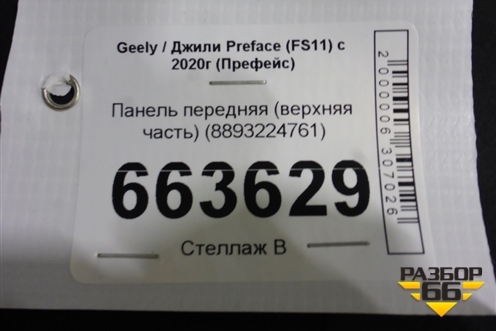 Geely / Джили Preface (FS11) с
2020г (Префейс)
Панель передняя (верхняя
часть) (8893224761)
663629
Стеллаж В
2000006307026
РАЗБОР
66